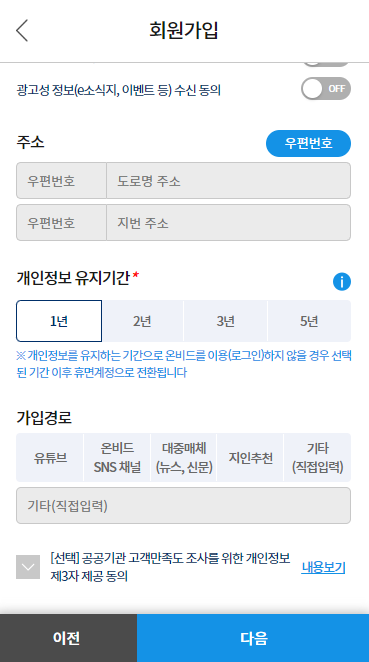 회원가입
광고성 정보(e소식지, 이벤트 등) 수신 동의
OFF
주소
우편번호
우편번호 도로명 주소
우편번호 지번 주소
개인정보 유지기간 *
i
1년 2년 3년 5년
※ 개인정보를 유지하는 기간으로 온비드를 이용(로그인)하지 않을 경우 선택
된 기간 이후 휴면계정으로 전환됩니다
가입경로
유튜브
온비드
SNS 채널
대중매체
(뉴스, 신문)
지인추천
기타
(직접입력)
기타(직접입력)
[선택] 공공기관 고객만족도 조사를 위한 개인정보
제3자 제공 동의
내용보기
이전
다음